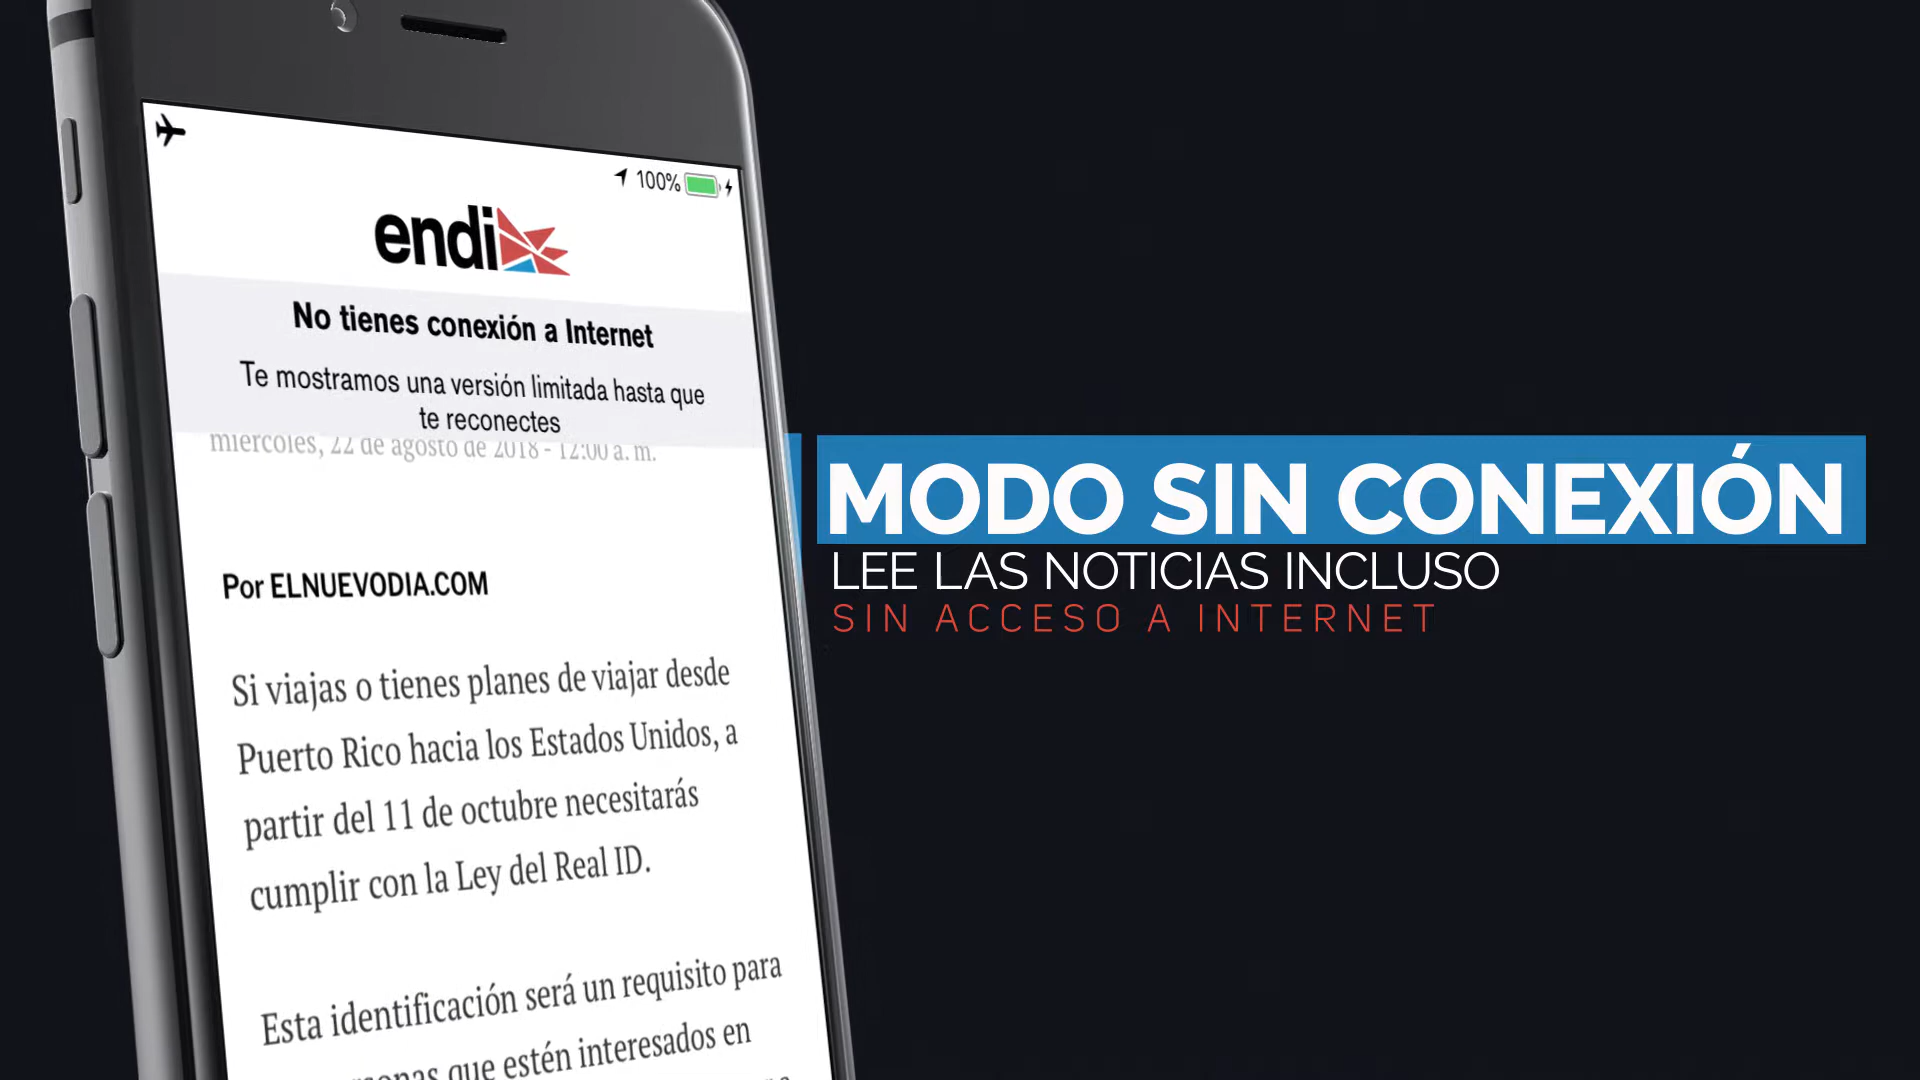 100%
endi
No tienes conexión a Internet
Te mostramos una versión limitada hasta que
te reconectes
miércoles, 22 de agosto de 2018 - 12:00 a. m.
Por ELNUEVODIA.COM
Si viajas o tienes planes de viajar desde
Puerto Rico hacia los Estados Unidos, a
partir del 11 de octubre necesitarás
cumplir con la Ley del Real ID.
Esta identificación será un requisito para
que estén interesados en
MODO SIN CONEXIÓN
LEE LAS NOTICIAS INCLUSO
SIN ACCESO A INTERNET